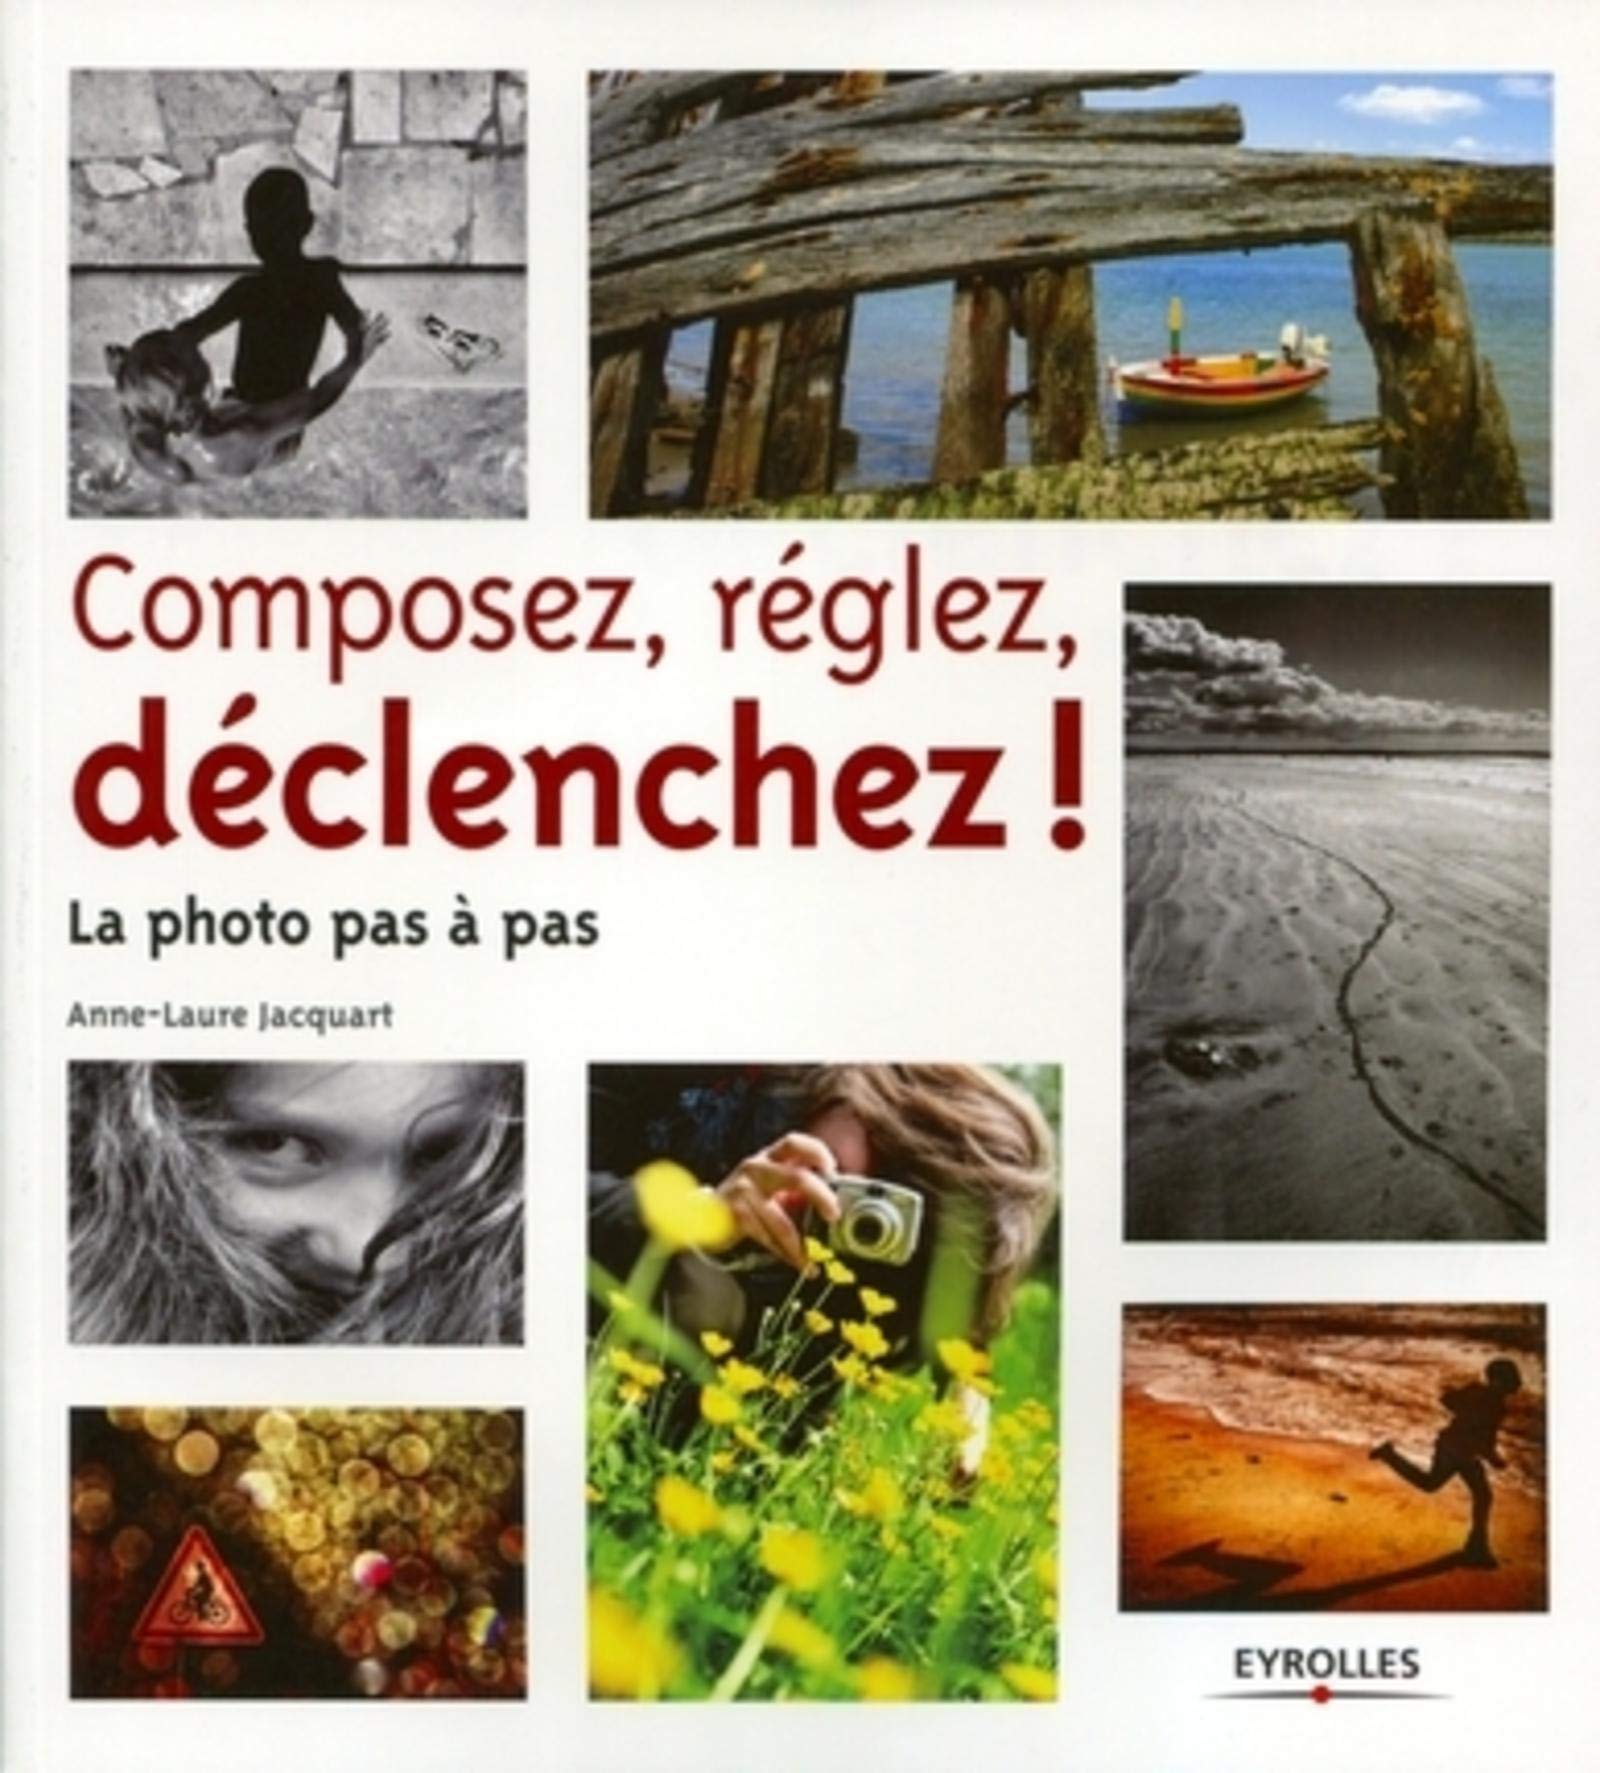 Composez, réglez,
déclenchez !
La photo pas à pas
Anne-Laure Jacquart
EYROLLES